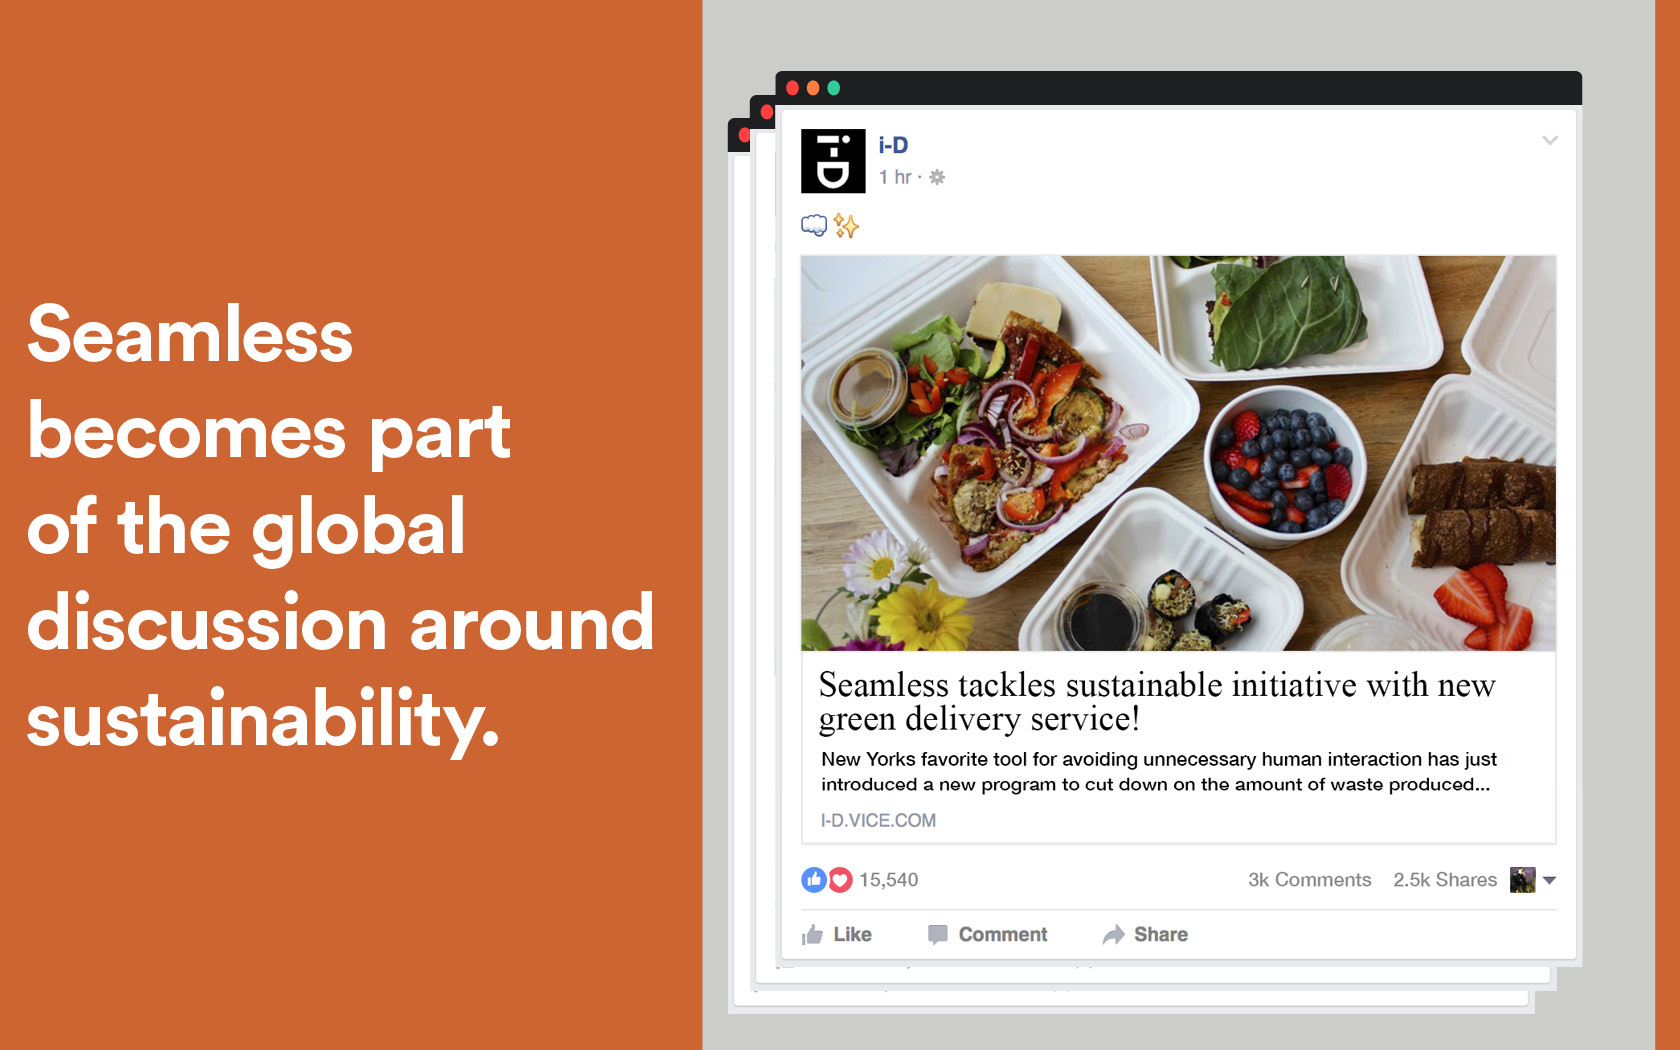 Seamless
becomes part
of the global
discussion around
sustainability.
i-D
i-D
1 hr ·
Seamless tackles sustainable initiative with new
green delivery service!
New Yorks favorite tool for avoiding unnecessary human interaction has just
introduced a new program to cut down on the amount of waste produced...
I-D.VICE.COM
15,540
3k Comments 2.5k Shares
Like Comment Share